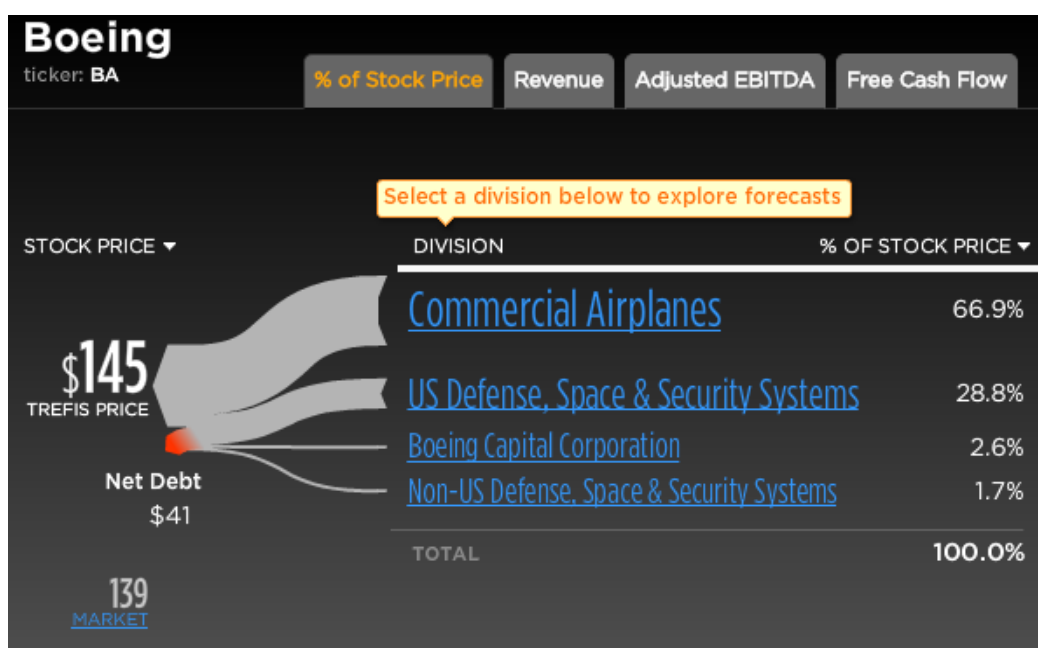 Boeing
ticker: BA
% of Stock Price Revenue Adjusted EBITDA Free Cash Flow
Select a division below to explore forecasts
STOCK PRICE ▼ DIVISION % OF STOCK PRICE ▼
Commercial Airplanes 66.9%
$145
TREFIS PRICE
US Defense, Space & Security Systems 28.8%
Boeing Capital Corporation 2.6%
Net Debt
$41
Non-US Defense, Space & Security Systems 1.7%
TOTAL 100.0%
139
MARKET